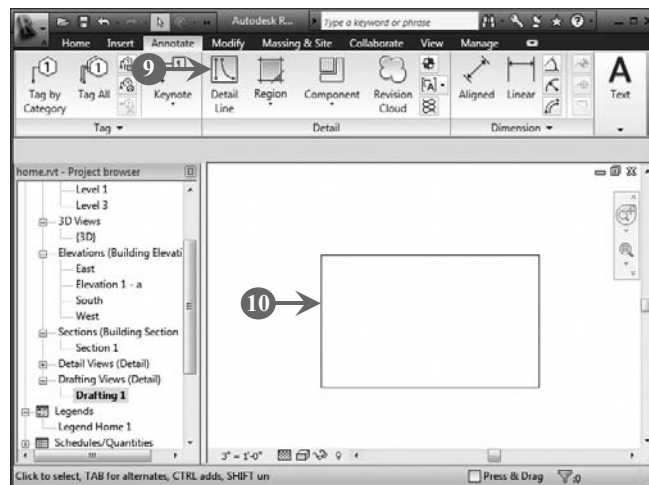 Autodesk R...
Type a keyword or phrase
Home Insert Annotate Modify Massing & Site Collaborate View Manage
9
1
1
1
A
Tag by Category
Tag All
Keynote
Detail Line
Region
Component
Revision Cloud
[A]
Aligned
Linear
Text
Tag
Detail
Dimension
home.rvt - Project browser
Level 1
Level 3
3D Views
{3D}
Elevations (Building Elevati
East
Elevation 1 - a
South
West
Sections (Building Section
Section 1
Detail Views (Detail)
Drafting Views (Detail)
Drafting 1
Legends
Legend Home 1
Schedules/Quantities
10
3" = 1'-0"
Click to select, TAB for alternates, CTRL adds, SHIFT un
Press & Drag
:0